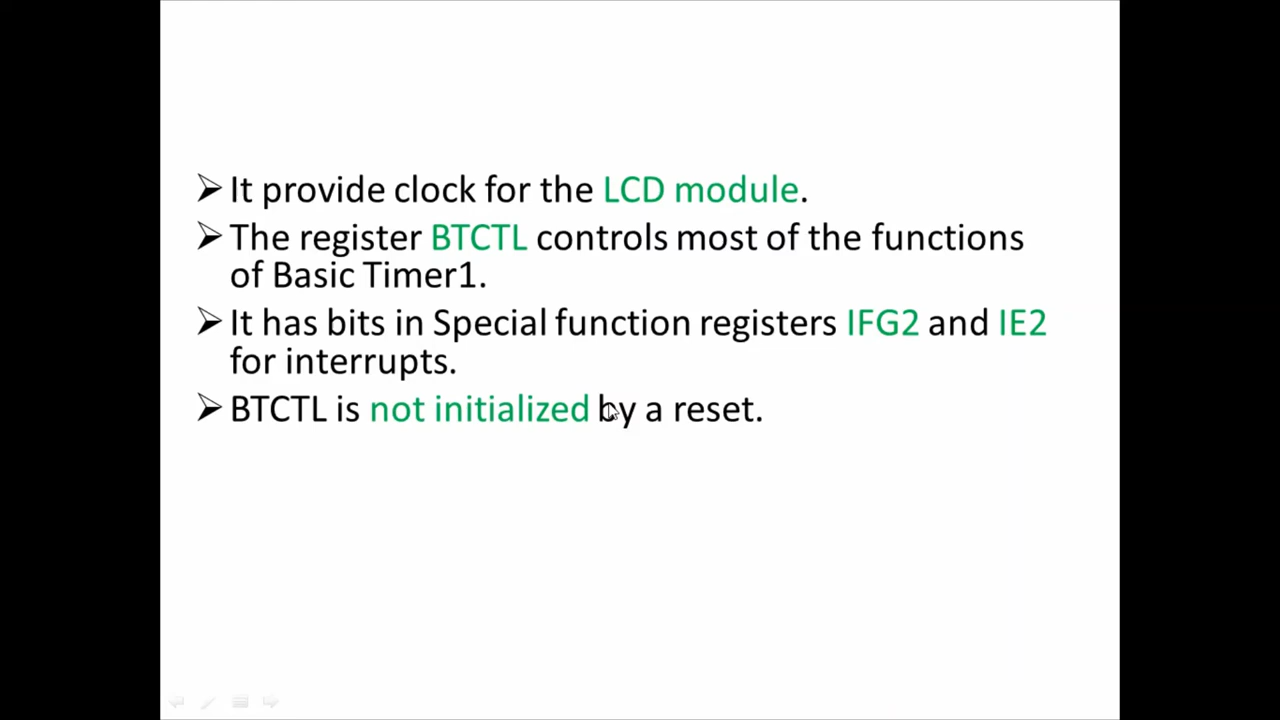 ➢ It provide clock for the LCD module.
➢ The register BTCTL controls most of the functions
of Basic Timer1.
➢ It has bits in Special function registers IFG2 and IE2
for interrupts.
➢ BTCTL is not initialized by a reset.